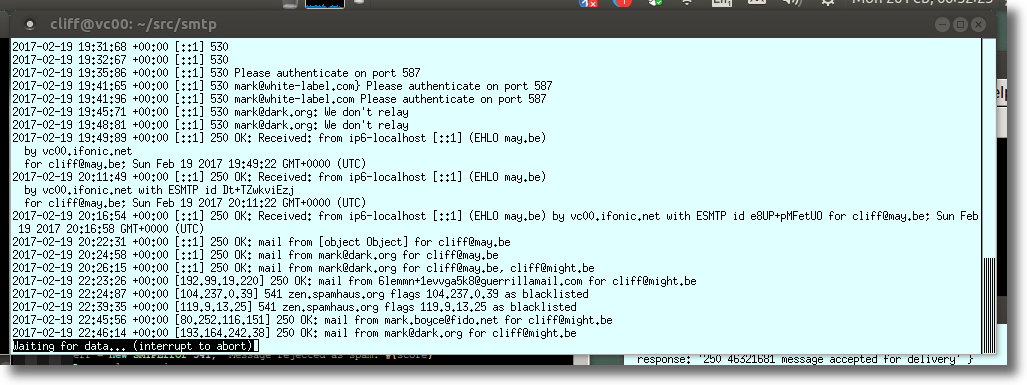 Mon 20 Feb, 00:32:25
cliff@vc00: ~/src/smtp
2017-02-19 19:31:68 +00:00 [::1] 530
2017-02-19 19:32:67 +00:00 [::1] 530
2017-02-19 19:35:86 +00:00 [::1] 530 Please authenticate on port 587
2017-02-19 19:41:65 +00:00 [::1] 530 mark@white-label.com} Please authenticate on port 587
2017-02-19 19:41:96 +00:00 [::1] 530 mark@white-label.com Please authenticate on port 587
2017-02-19 19:45:71 +00:00 [::1] 530 mark@dark.org: We don't relay
2017-02-19 19:48:81 +00:00 [::1] 530 mark@dark.org: We don't relay
2017-02-19 19:49:89 +00:00 [::1] 250 OK: Received: from ip6-localhost [::1] (EHLO may.be)
by vc00.ifonic.net
for cliff@may.be; Sun Feb 19 2017 19:49:22 GMT+0000 (UTC)
2017-02-19 20:11:49 +00:00 [::1] 250 OK: Received: from ip6-localhost [::1] (EHLO may.be)
by vc00.ifonic.net with ESMTP id Dt+TZwkviEzj
for cliff@may.be; Sun Feb 19 2017 20:11:22 GMT+0000 (UTC)
2017-02-19 20:16:54 +00:00 [::1] 250 OK: Received: from ip6-localhost [::1] (EHLO may.be) by vc00.ifonic.net with ESMTP id e8UP+pMFetUO for cliff@may.be; Sun Feb
19 2017 20:16:58 GMT+0000 (UTC)
2017-02-19 20:22:31 +00:00 [::1] 250 OK: mail from [object Object] for cliff@may.be
2017-02-19 20:24:58 +00:00 [::1] 250 OK: mail from mark@dark.org for cliff@may.be
2017-02-19 20:26:15 +00:00 [::1] 250 OK: mail from mark@dark.org for cliff@may.be, cliff@might.be
2017-02-19 22:23:26 +00:00 [192.99.19.220] 250 OK: mail from 6lemmn+1evvga5k8@guerrillamail.com for cliff@might.be
2017-02-19 22:24:87 +00:00 [104.237.0.39] 541 zen.spamhaus.org flags 104.237.0.39 as blacklisted
2017-02-19 22:39:35 +00:00 [119.9.13.25] 541 zen.spamhaus.org flags 119.9.13.25 as blacklisted
2017-02-19 22:45:56 +00:00 [80.252.116.151] 250 OK: mail from mark.boyce@fido.net for cliff@might.be
2017-02-19 22:46:14 +00:00 [193.164.242.38] 250 OK: mail from mark@dark.org for cliff@might.be
Waiting for data... (interrupt to abort)
response: '250 46321681 message accepted for delivery' }